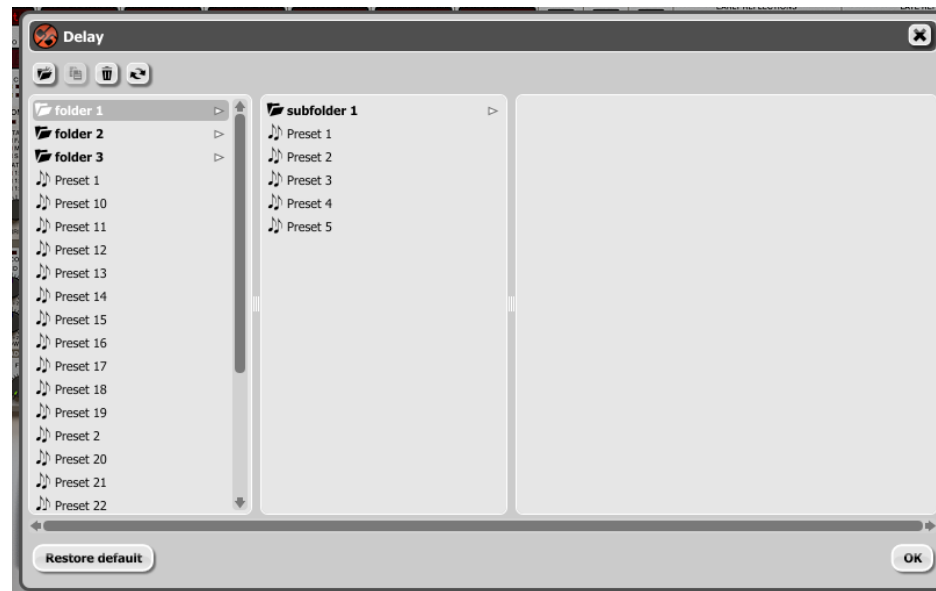 EARLY REFLECTIONS
Delay
folder 1
folder 2
folder 3
Preset 1
Preset 10
Preset 11
Preset 12
Preset 13
Preset 14
Preset 15
Preset 16
Preset 17
Preset 18
Preset 19
Preset 2
Preset 20
Preset 21
Preset 22
subfolder 1
Preset 1
Preset 2
Preset 3
Preset 4
Preset 5
Restore default
OK